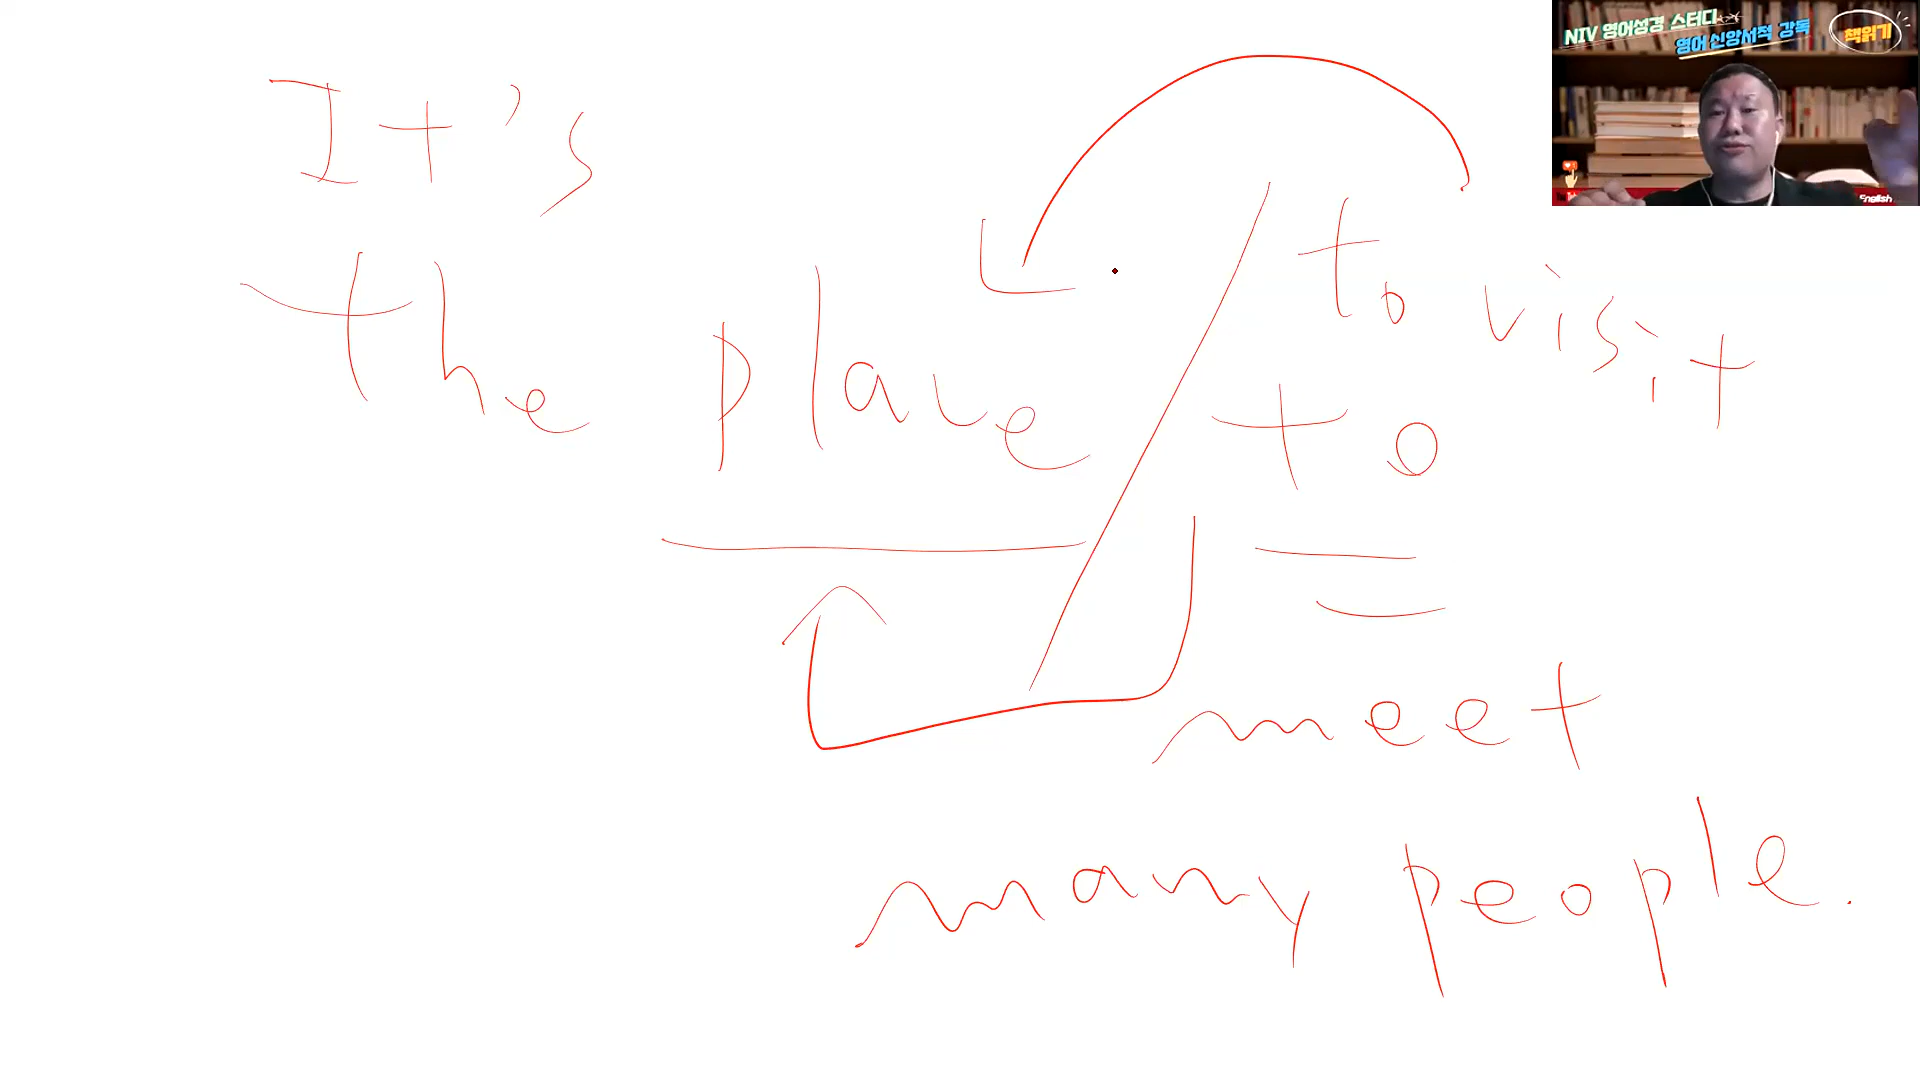 NIV 영어성경 스터디
영어 신앙서적 강독
책읽기
English
It's
to visit
the place to
meet
many people.